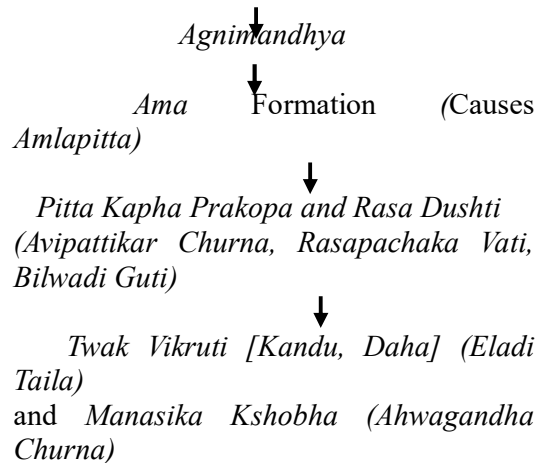 Agnimandhya
Ama Formation (Causes
Amlapitta)
Pitta Kapha Prakopa and Rasa Dushti
(Avipattikar Churna, Rasapachaka Vati,
Bilwadi Guti)
Twak Vikruti [Kandu, Daha] (Eladi
Taila)
and Manasika Kshobha (Ahwagandha
Churna)